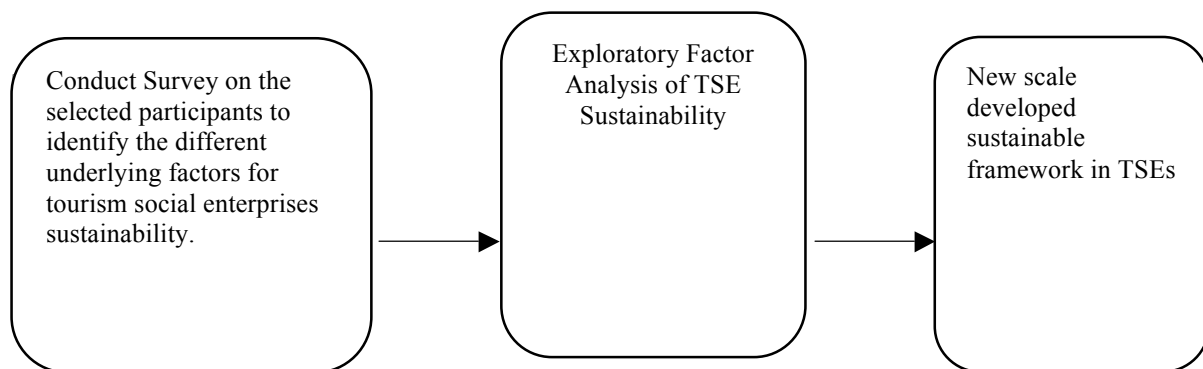 Conduct Survey on the
selected participants to
identify the different
underlying factors for
tourism social enterprises
sustainability.
Exploratory Factor
Analysis of TSE
Sustainability
New scale
developed
sustainable
framework in TSEs